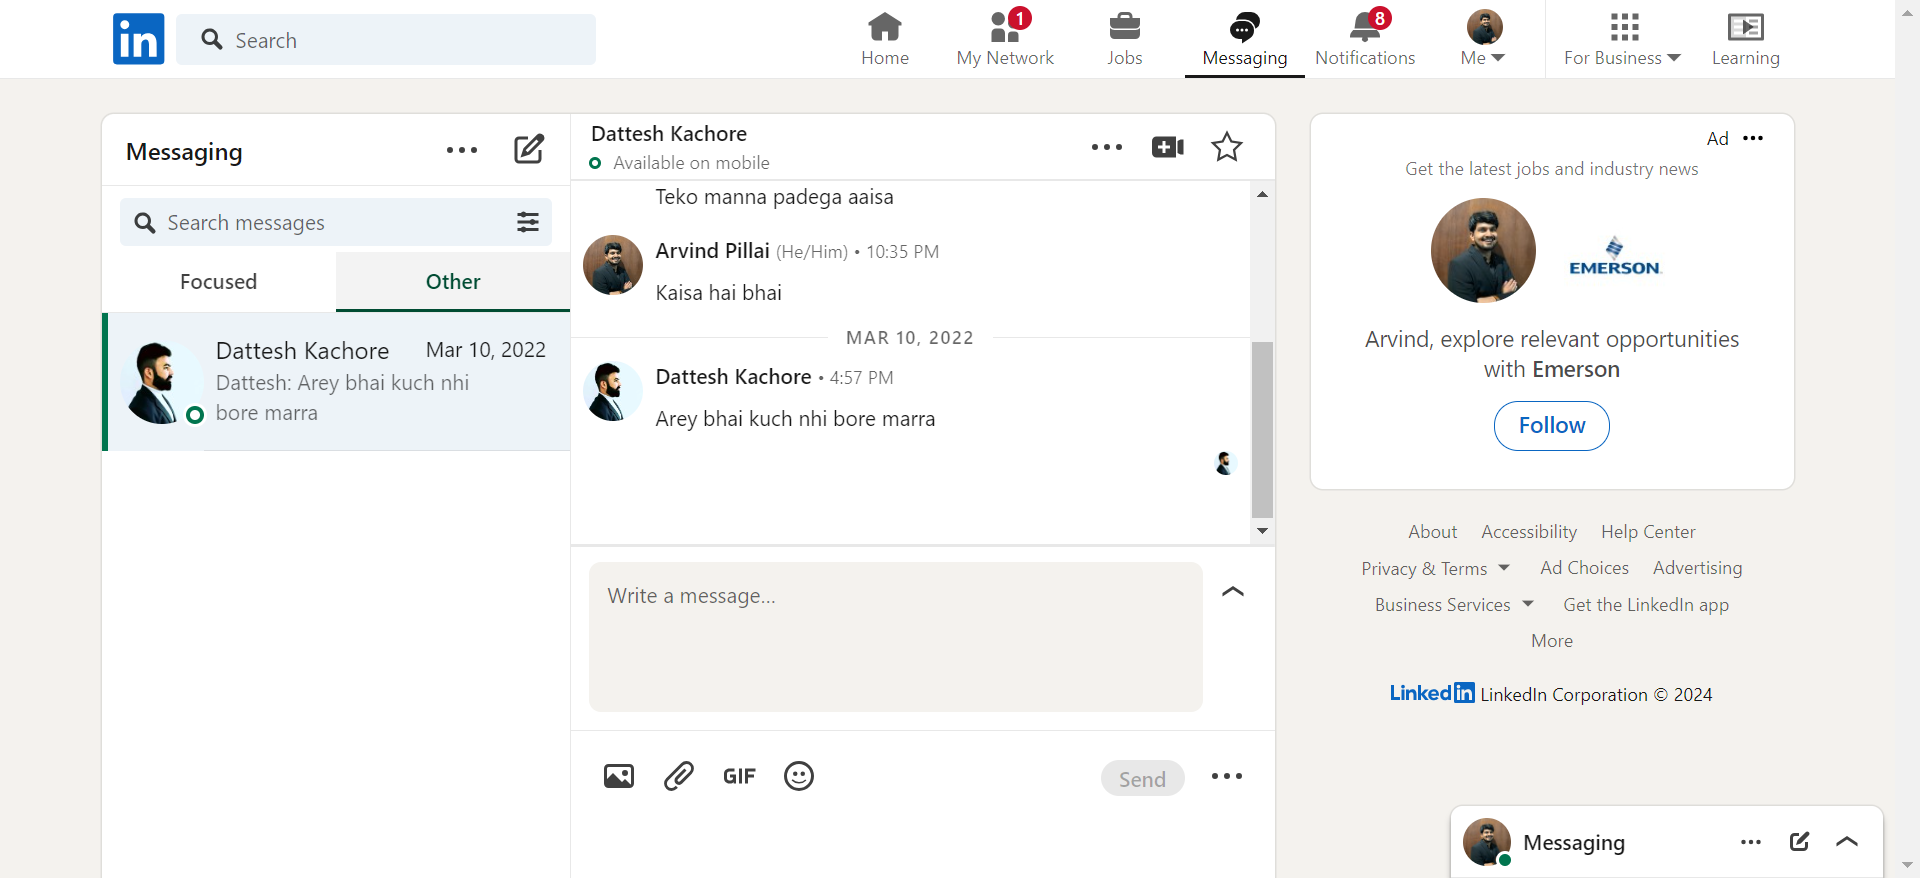 in
Search
Home
1
My Network
Jobs
Messaging
8
Notifications
Me
For Business
Learning
Messaging
Search messages
Focused
Other
Dattesh Kachore
Mar 10, 2022
Dattesh: Arey bhai kuch nhi
bore marra
Dattesh Kachore
Available on mobile
Teko manna padega aaisa
Arvind Pillai (He/Him) • 10:35 PM
Kaisa hai bhai
MAR 10, 2022
Dattesh Kachore • 4:57 PM
Arey bhai kuch nhi bore marra
Write a message...
GIF
Send
Ad
Get the latest jobs and industry news
EMERSON
Arvind, explore relevant opportunities
with Emerson
Follow
About Accessibility Help Center
Privacy & Terms Ad Choices Advertising
Business Services Get the LinkedIn app
More
LinkedIn LinkedIn Corporation © 2024
Messaging